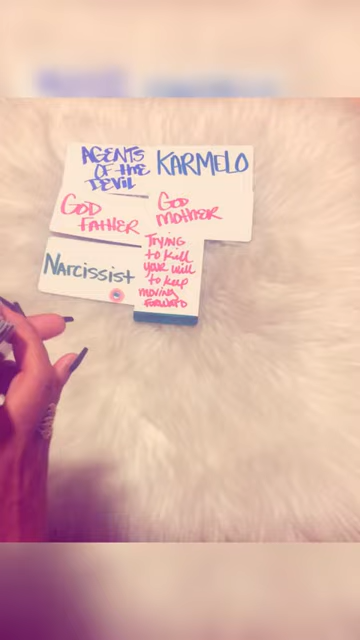 AGENTS
OF the
DEVIL
KARMELO
GOD
FATHER
GOD
MOTHER
Narcissist
TRYING
to kill
your will
to keep
moving
FORWARD